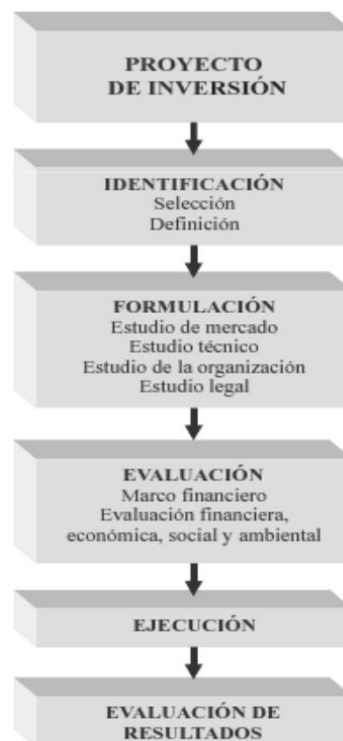 PROYECTO
DE INVERSIÓN
IDENTIFICACIÓN
Selección
Definición
FORMULACIÓN
Estudio de mercado
Estudio técnico
Estudio de la organización
Estudio legal
EVALUACIÓN
Marco financiero
Evaluación financiera,
económica, social y ambiental
EJECUCIÓN
EVALUACIÓN DE
RESULTADOS